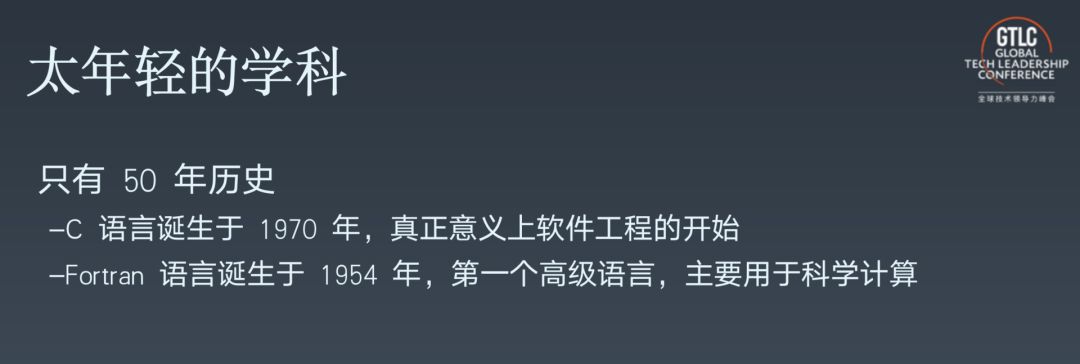 太年轻的学科
GTLC
GLOBAL
TECH LEADERSHIP
CONFERENCE
全球技术领导力峰会
只有 50 年历史
–C 语言诞生于 1970 年，真正意义上软件工程的开始
–Fortran 语言诞生于 1954 年，第一个高级语言，主要用于科学计算